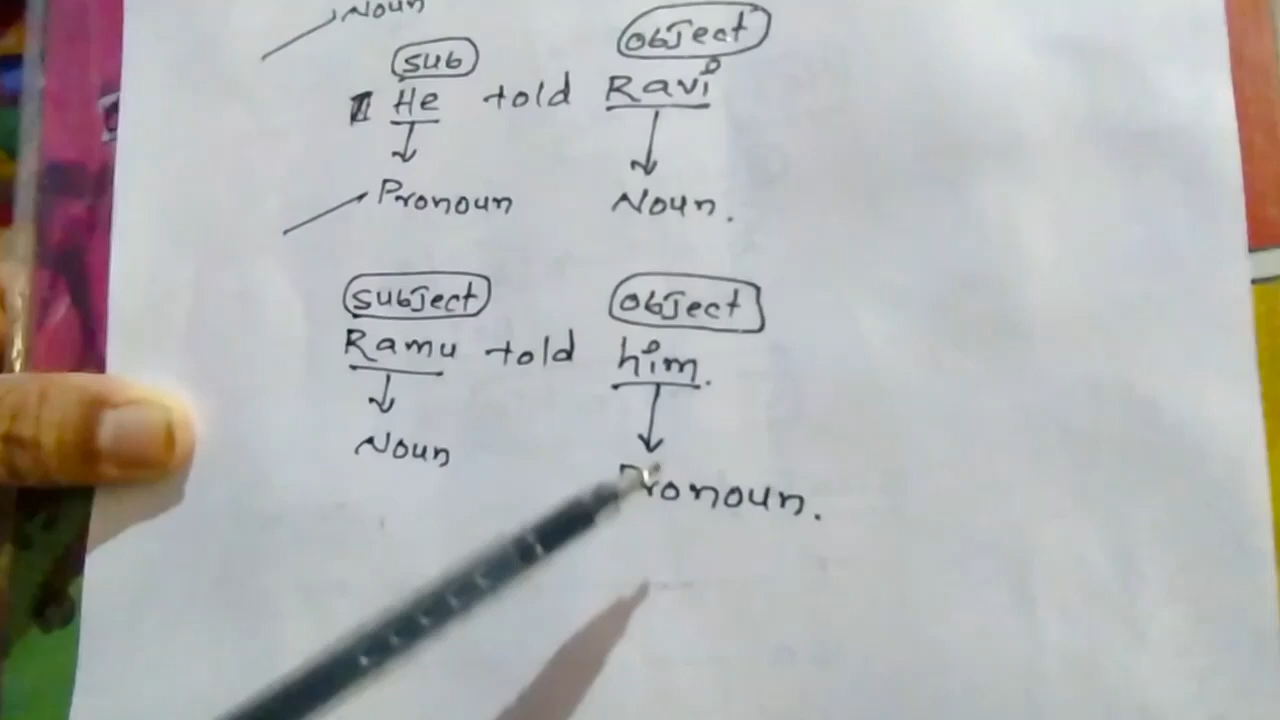 Noun
sub object
He told Ravi
Pronoun Noun.
subject object
Ramu told him.
Noun
Pronoun.